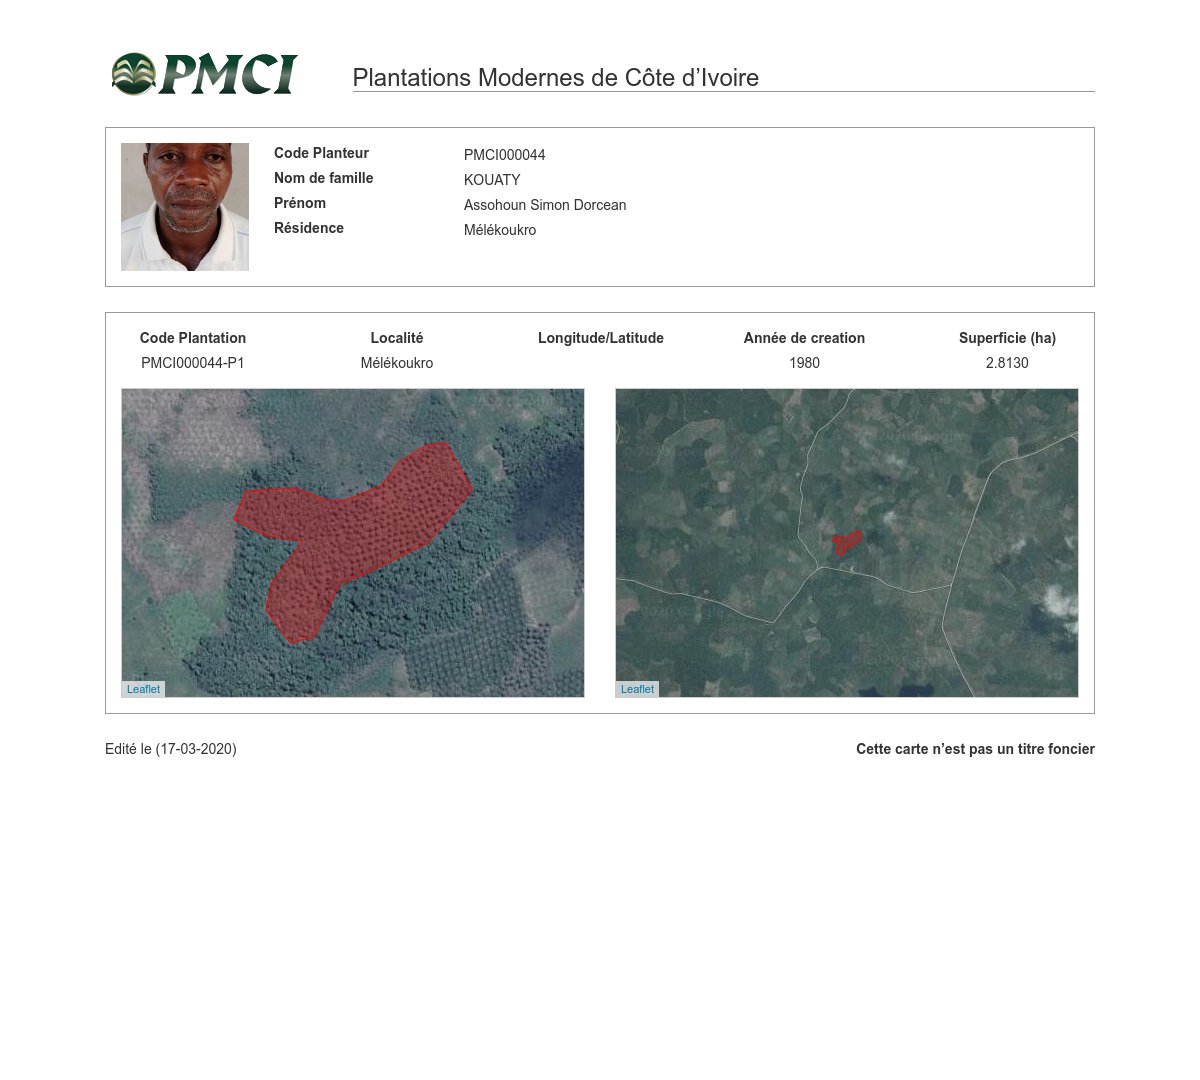 PMCI
Plantations Modernes de Côte d’Ivoire
Code Planteur PMCI000044
Nom de famille KOUATY
Prénom Assohoun Simon Dorcean
Résidence Mélékoukro
Code Plantation Localité Longitude/Latitude Année de creation Superficie (ha)
PMCI000044-P1 Mélékoukro 1980 2.8130
Leaflet Leaflet
Edité le (17-03-2020) Cette carte n’est pas un titre foncier